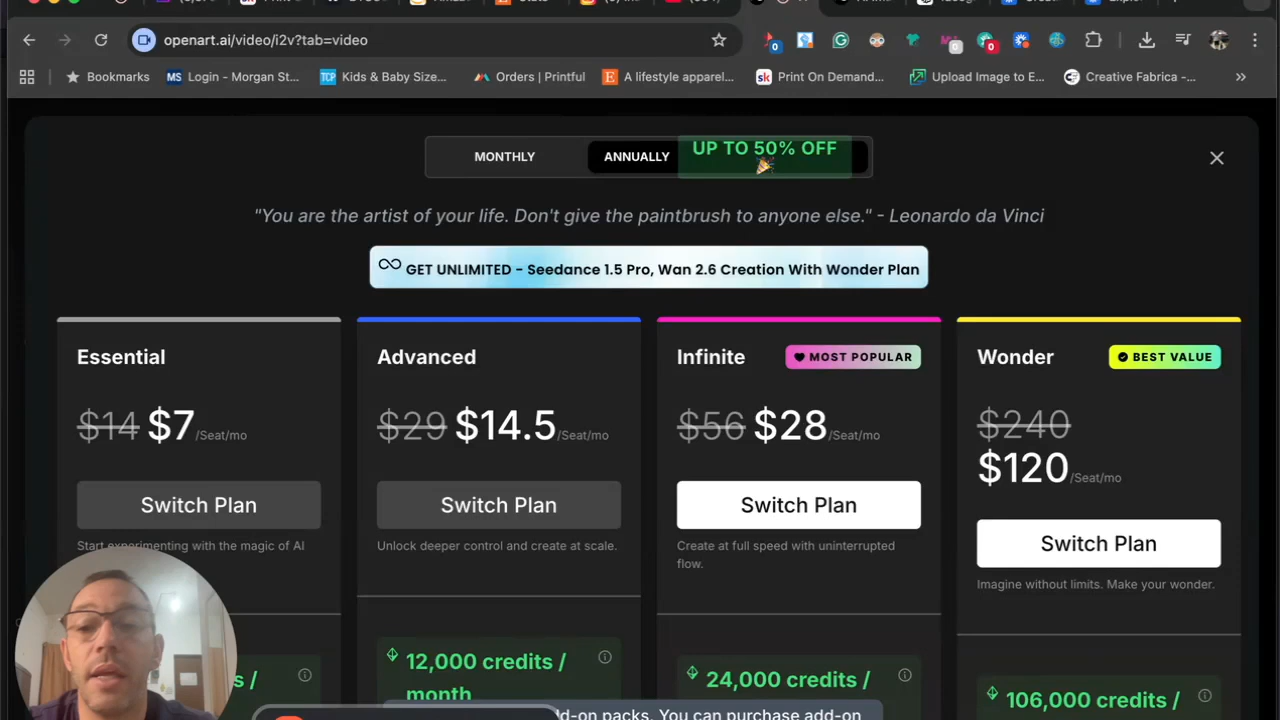 openart.ai/video/i2v?tab=video
Bookmarks
Login - Morgan St...
Kids & Baby Size...
Orders | Printful
A lifestyle apparel...
Print On Demand...
Upload Image to E...
Creative Fabrica -...
MONTHLY
ANNUALLY
UP TO 50% OFF
"You are the artist of your life. Don't give the paintbrush to anyone else." - Leonardo da Vinci
GET UNLIMITED - Seedance 1.5 Pro, Wan 2.6 Creation With Wonder Plan
Essential
$14 $7 /Seat/mo
Switch Plan
Start experimenting with the magic of AI
s /
Advanced
$29 $14.5 /Seat/mo
Switch Plan
Unlock deeper control and create at scale.
12,000 credits /
month
Infinite
MOST POPULAR
$56 $28 /Seat/mo
Switch Plan
Create at full speed with uninterrupted
flow.
24,000 credits /
Wonder
BEST VALUE
$240
$120 /Seat/mo
Switch Plan
Imagine without limits. Make your wonder.
106,000 credits /
packs. You can purchase add-on